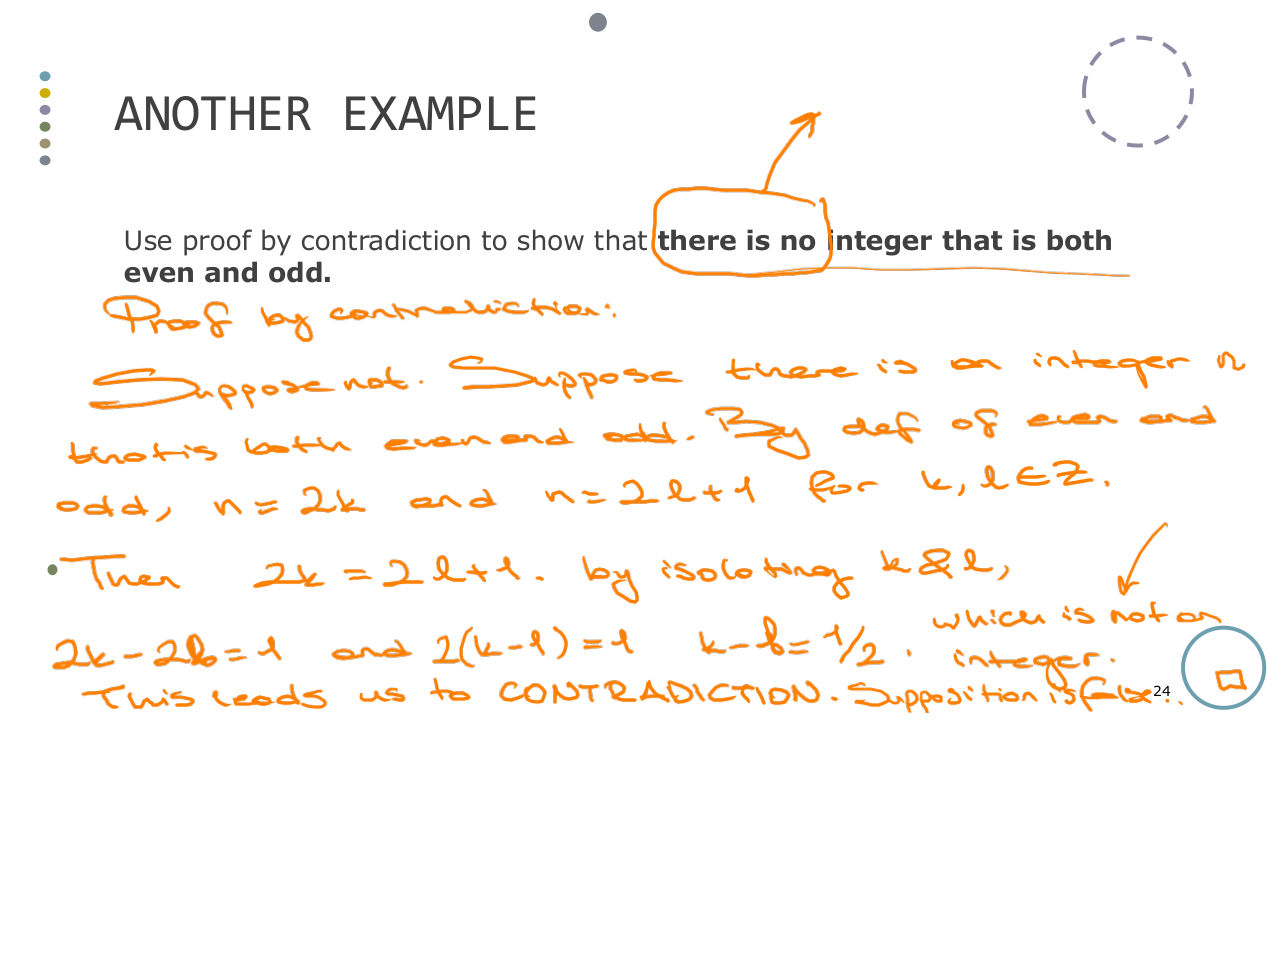 ANOTHER EXAMPLE
Use proof by contradiction to show that there is no integer that is both
even and odd.
Proof by contradiction:
Suppose not. Suppose there is an integer n
that is both even and odd. By def of even and
odd, n = 2k and n = 2l + 1 for k, l ∈ Z.
Then 2k = 2l + 1. by isolating k & l,
2k - 2l = 1 and 2(k - l) = 1 k - l = 1/2. which is not an
integer.
This leads us to CONTRADICTION. Supposition is false.
24